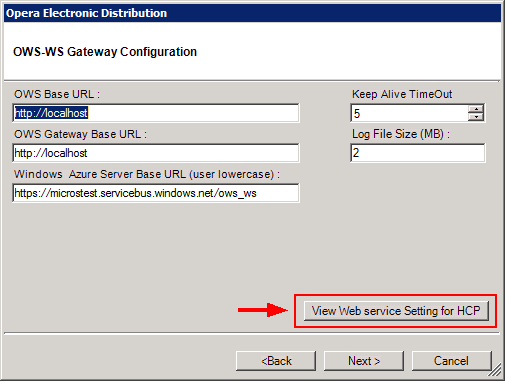 Opera Electronic Distribution
OWS-WS Gateway Configuration
OWS Base URL :
http://localhost
Keep Alive TimeOut
5
OWS Gateway Base URL :
http://localhost
Log File Size (MB) :
2
Windows  Azure Server Base URL (user lowercase) :
https://microstest.servicebus.windows.net/ows_ws
View Web service Setting for HCP
<Back
Next >
Cancel